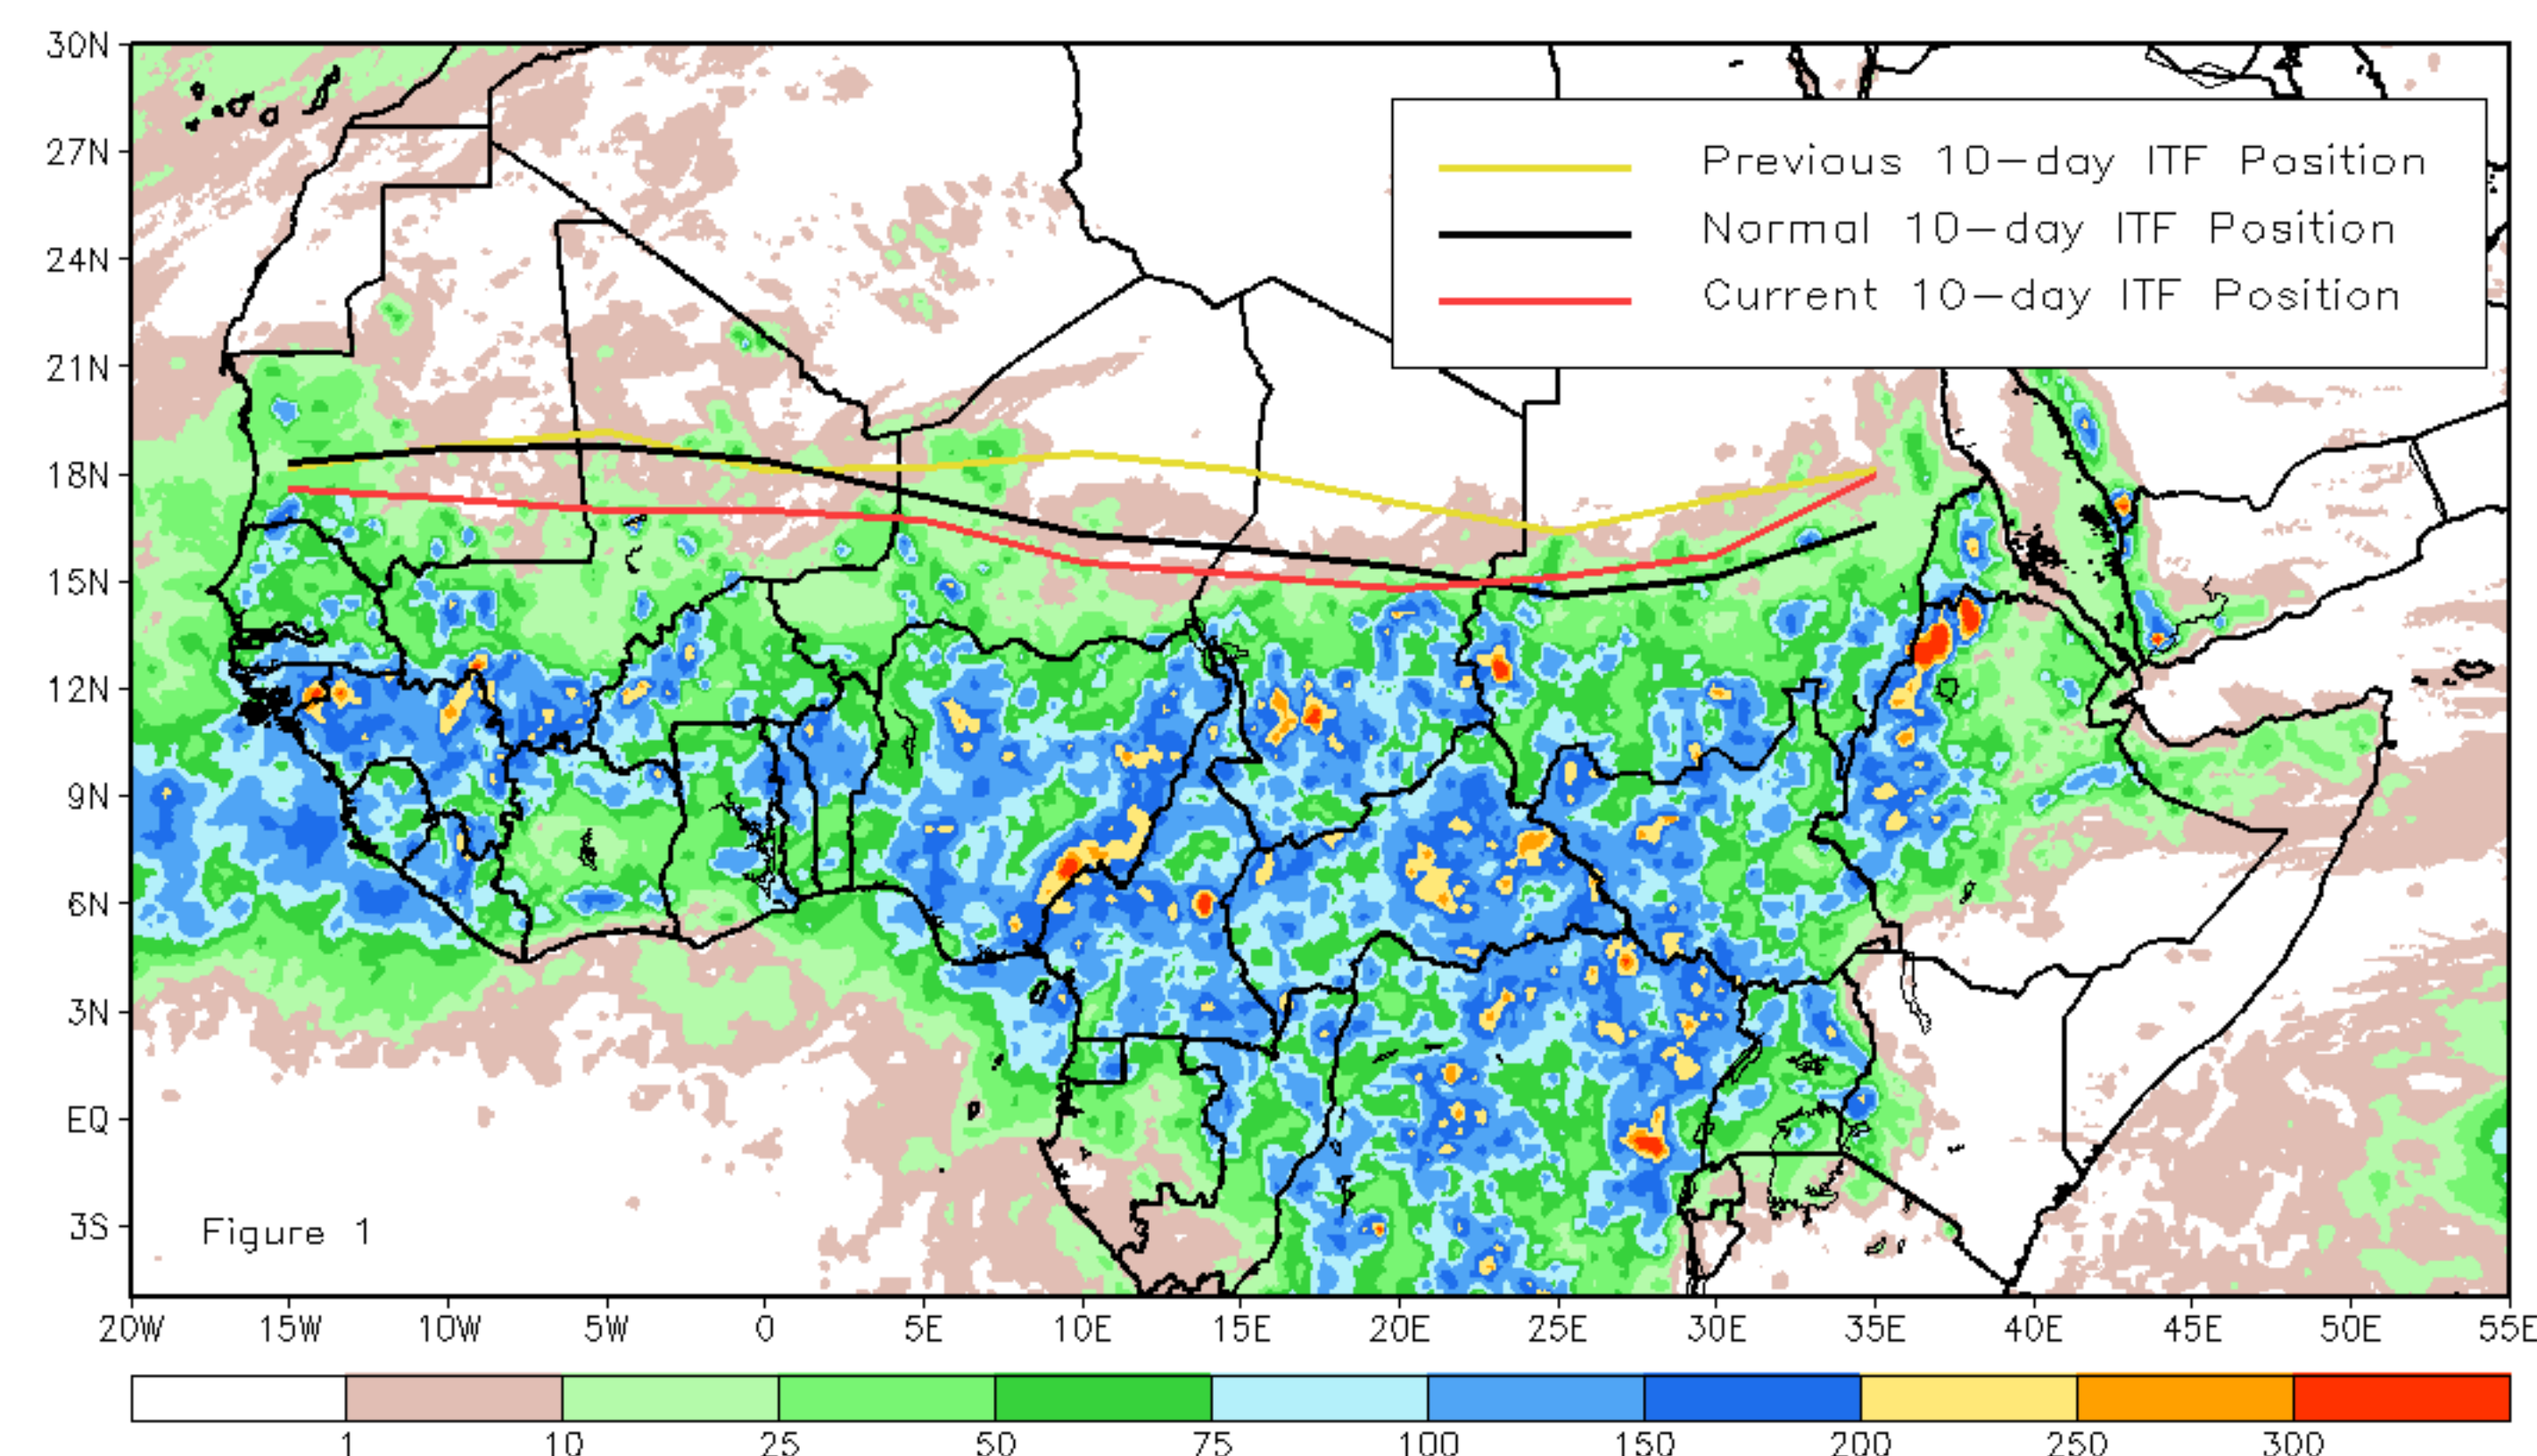 30N
27N
24N
21N
18N
15N
12N
9N
6N
3N
EQ
3S
Previous 10-day ITF Position
Normal 10-day ITF Position
Current 10-day ITF Position
Figure 1
20W 15W 10W 5W 0 5E 10E 15E 20E 25E 30E 35E 40E 45E 50E 55E
1 10 25 50 75 100 150 200 250 300